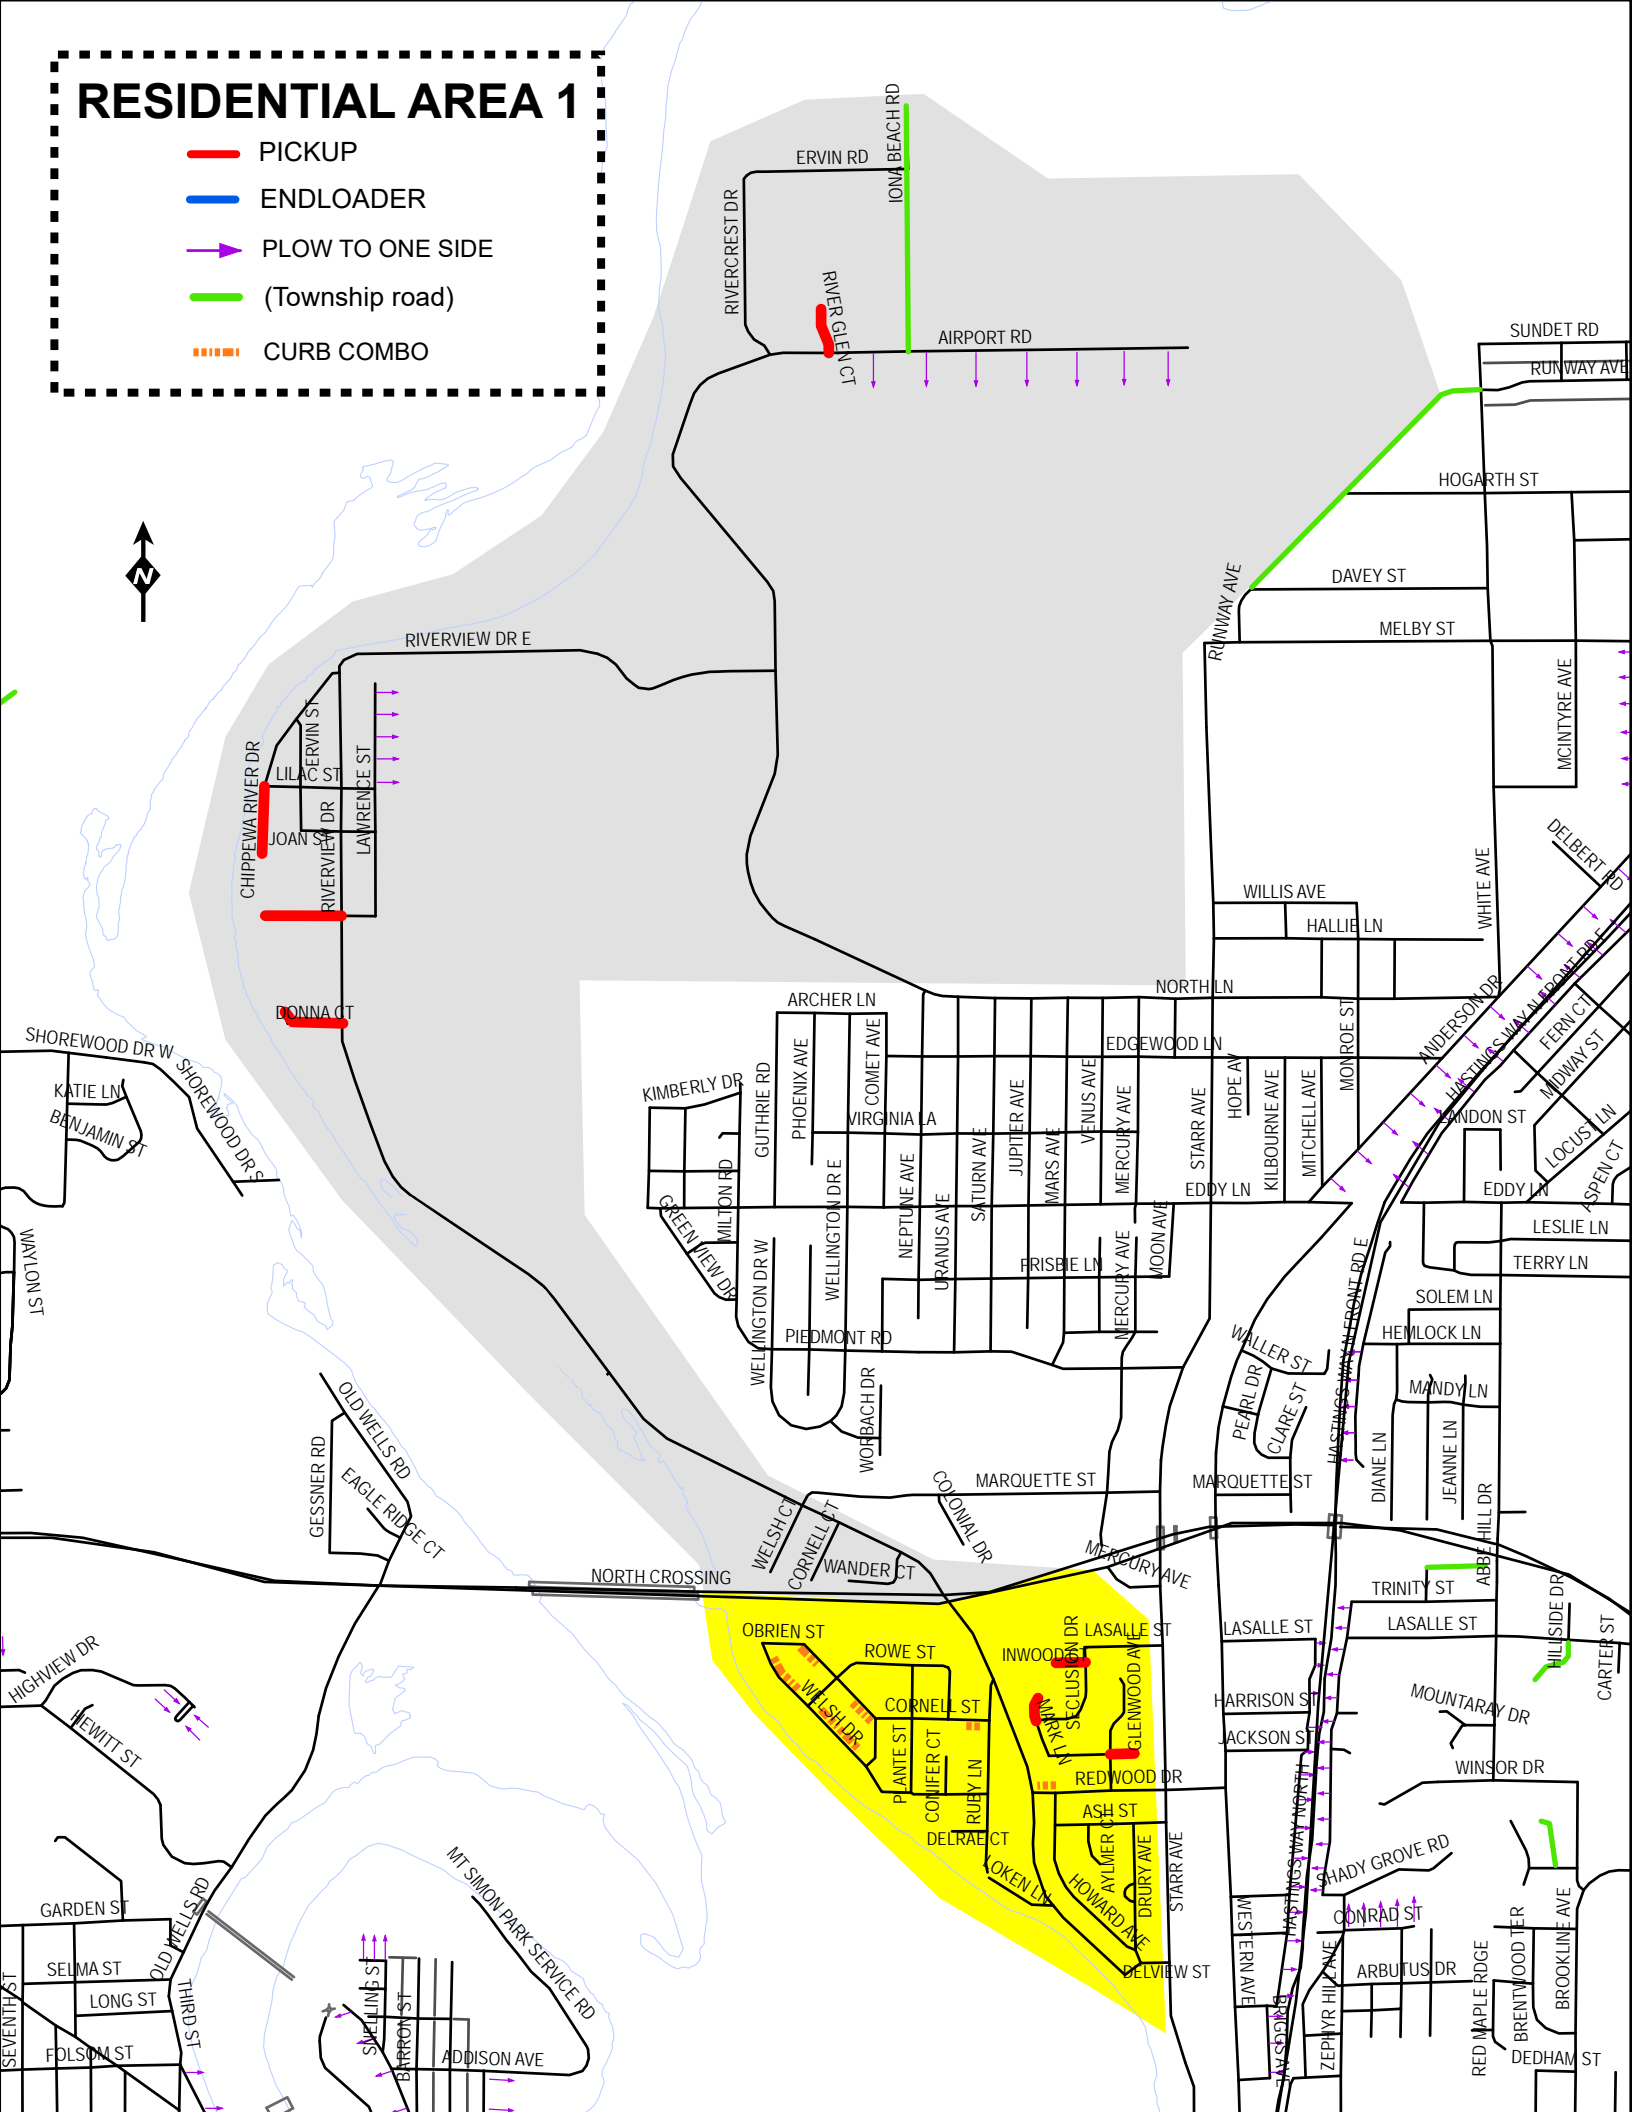 RESIDENTIAL AREA 1
PICKUP
ENDLOADER
PLOW TO ONE SIDE
(Township road)
CURB COMBO
N
IONA BEACH RD
ERVIN RD
RIVERCREST DR
RIVER GLEN CT
AIRPORT RD
SUNDET RD
RUNWAY AVE
HOGARTH ST
DAVEY ST
RUNWAY AVE
MELBY ST
MCINTYRE AVE
RIVERVIEW DR E
ERVIN ST
LILAC ST
CHIPPEWA RIVER DR
JOAN ST
RIVERVIEW DR
LAWRENCE ST
DONNA CT
DELBERT RD
WHITE AVE
WILLIS AVE
HALLIE LN
NORTH LN
ANDERSON DR
HASTINGS WAY N FRONT RD E
FERN CT
MIDWAY ST
LANDON ST
LOCUST LN
ASPEN CT
ARCHER LN
EDGEWOOD LN
MONROE ST
KIMBERLY DR
GUTHRIE RD
PHOENIX AVE
COMET AVE
VIRGINIA LA
JUPITER AVE
VENUS AVE
MERCURY AVE
STARR AVE
HOPE AV
KILBOURNE AVE
MITCHELL AVE
SHOREWOOD DR W
KATIE LN
BENJAMIN ST
SHOREWOOD DR S
WAYLON ST
MILTON RD
GREEN VIEW DR
WELLINGTON DR W
WELLINGTON DR E
NEPTUNE AVE
URANUS AVE
SATURN AVE
MARS AVE
EDDY LN
EDDY LN
MOON AVE
MERCURY AVE
FRISBIE LN
LESLIE LN
TERRY LN
SOLEM LN
HEMLOCK LN
MANDY LN
HASTINGS WAY N FRONT RD E
PIEDMONT RD
WORBACH DR
WALLER ST
PEARL DR
CLARE ST
DIANE LN
JEANNE LN
ABBE HILL DR
OLD WELLS RD
GESSNER RD
EAGLE RIDGE CT
MARQUETTE ST
MARQUETTE ST
COLONIAL DR
WELSH CT
CORNELL CT
WANDER CT
NORTH CROSSING
MERCURY AVE
TRINITY ST
LASALLE ST
LASALLE ST
LASALLE ST
HILLSIDE DR
CARTER ST
OBRIEN ST
ROWE ST
INWOOD CT
SECLUSION DR
GLENWOOD AVE
WELSH DR
CORNELL ST
MARK LN
PLANTE ST
CONIFER CT
RUBY LN
REDWOOD DR
HARRISON ST
JACKSON ST
MOUNTARAY DR
WINSOR DR
ASH ST
DELRAE CT
LOKEN LN
AYLMER CT
HOWARD AVE
DRURY AVE
STARR AVE
DELVIEW ST
HASTINGS WAY NORTH
SHADY GROVE RD
CONRAD ST
WESTERN AVE
ARBUTUS DR
BRIGGS AVE
ZEPHYR HILL AVE
RED MAPLE RDGE
BRENTWOOD TER
BROOKLINE AVE
DEDHAM ST
HIGHVIEW DR
HEWITT ST
GARDEN ST
OLD WELLS RD
SELMA ST
LONG ST
SEVENTH ST
FOLSOM ST
THIRD ST
MT SIMON PARK SERVICE RD
SNELLING ST
BARRON ST
ADDISON AVE